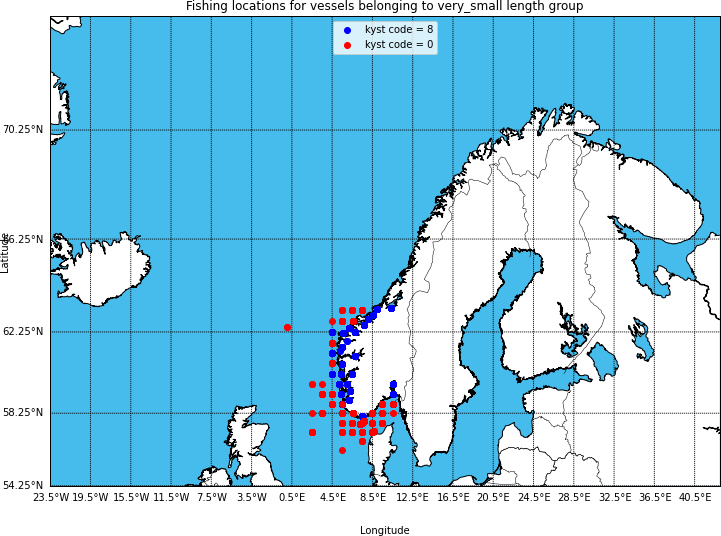 Fishing locations for vessels belonging to very_small length group
kyst code = 8
kyst code = 0
70.25°N
66.25°N
62.25°N
58.25°N
54.25°N
Latitude
23.5°W 19.5°W 15.5°W 11.5°W 7.5°W 3.5°W 0.5°E 4.5°E 8.5°E 12.5°E 16.5°E 20.5°E 24.5°E 28.5°E 32.5°E 36.5°E 40.5°E
Longitude